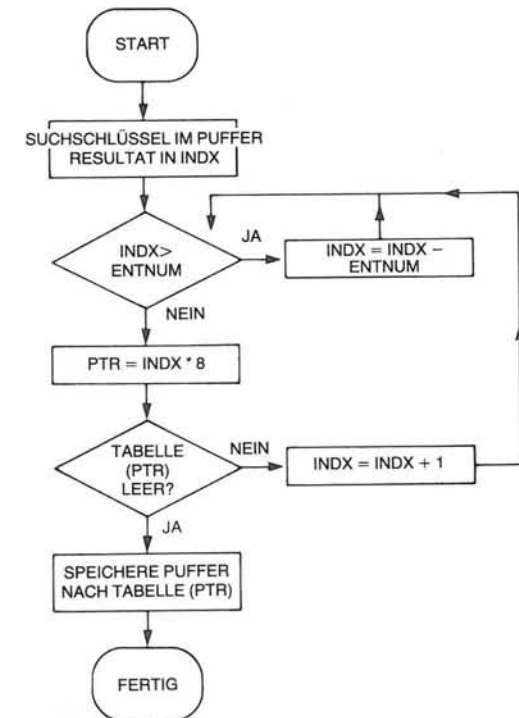 START
SUCHSCHLÜSSEL IM PUFFER
RESULTAT IN INDX
INDX>
ENTNUM
JA
INDX = INDX –
ENTNUM
NEIN
PTR = INDX * 8
TABELLE
(PTR)
LEER?
NEIN
INDX = INDX + 1
JA
SPEICHERE PUFFER
NACH TABELLE (PTR)
FERTIG